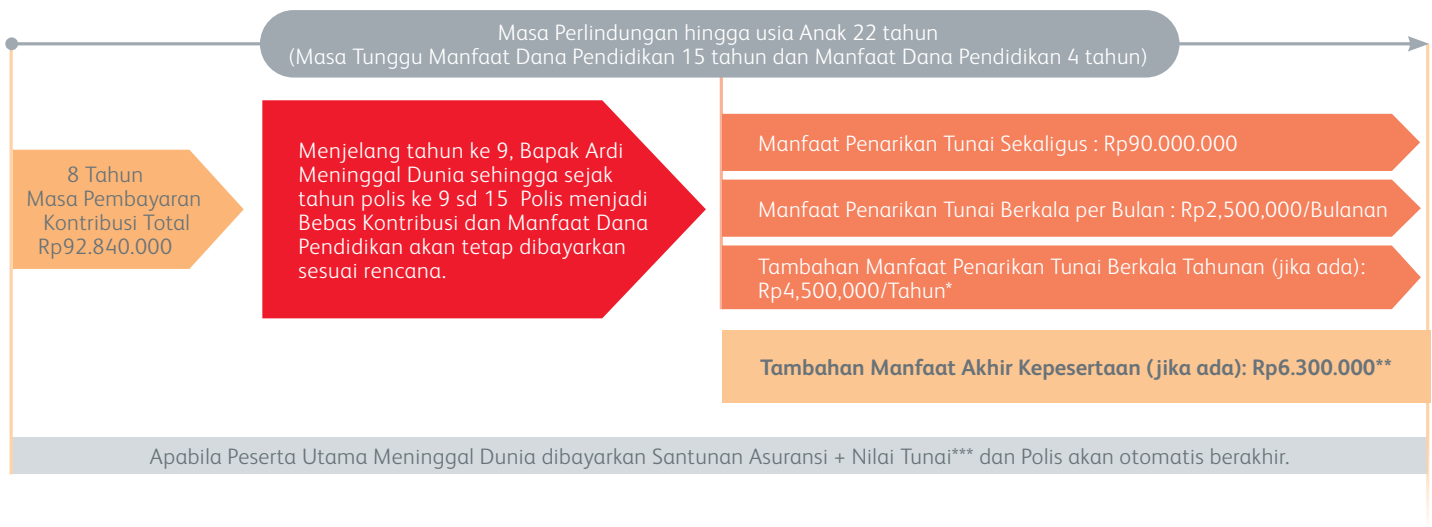 Masa Perlindungan hingga usia Anak 22 tahun
(Masa Tunggu Manfaat Dana Pendidikan 15 tahun dan Manfaat Dana Pendidikan 4 tahun)
8 Tahun
Masa Pembayaran
Kontribusi Total
Rp92.840.000
Menjelang tahun ke 9, Bapak Ardi
Meninggal Dunia sehingga sejak
tahun polis ke 9 sd 15 Polis menjadi
Bebas Kontribusi dan Manfaat Dana
Pendidikan akan tetap dibayarkan
sesuai rencana.
Manfaat Penarikan Tunai Sekaligus : Rp90.000.000
Manfaat Penarikan Tunai Berkala per Bulan : Rp2,500,000/Bulanan
Tambahan Manfaat Penarikan Tunai Berkala Tahunan (jika ada):
Rp4,500,000/Tahun*
Tambahan Manfaat Akhir Kepesertaan (jika ada): Rp6.300.000**
Apabila Peserta Utama Meninggal Dunia dibayarkan Santunan Asuransi + Nilai Tunai*** dan Polis akan otomatis berakhir.